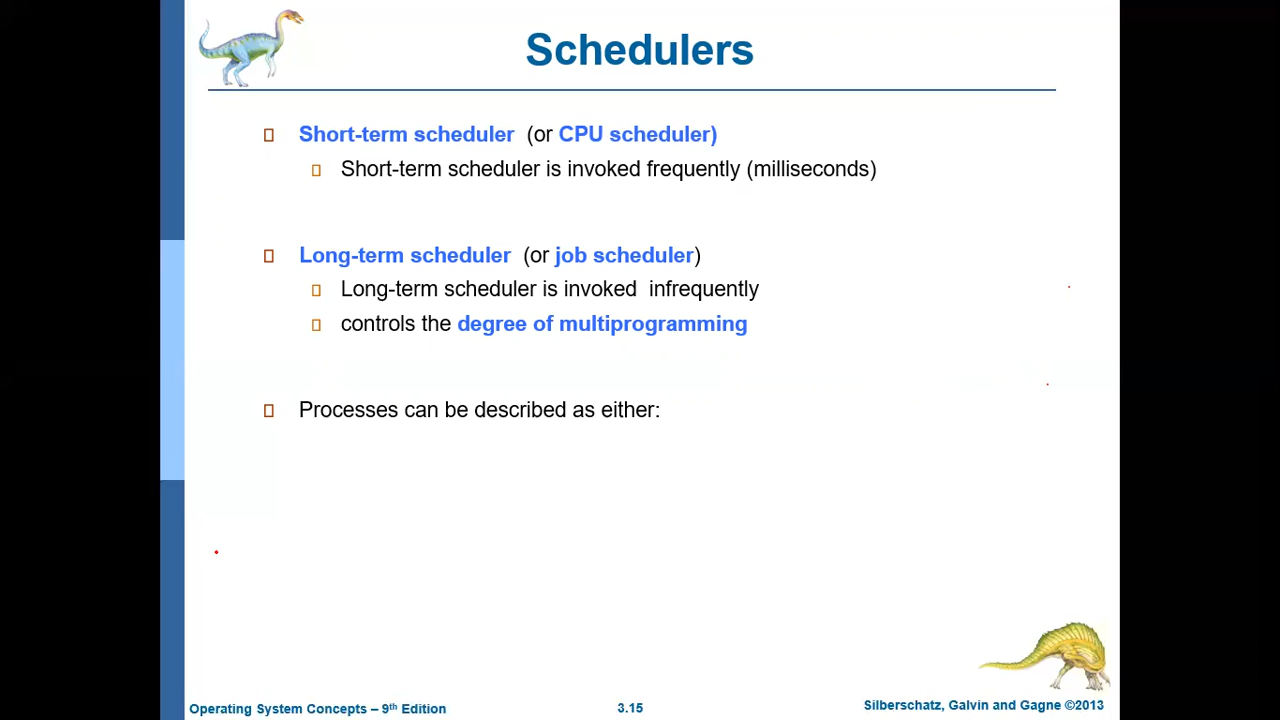 Schedulers
Short-term scheduler (or CPU scheduler)
Short-term scheduler is invoked frequently (milliseconds)
Long-term scheduler (or job scheduler)
Long-term scheduler is invoked infrequently
controls the degree of multiprogramming
Processes can be described as either:
Operating System Concepts – 9th Edition
3.15
Silberschatz, Galvin and Gagne ©2013